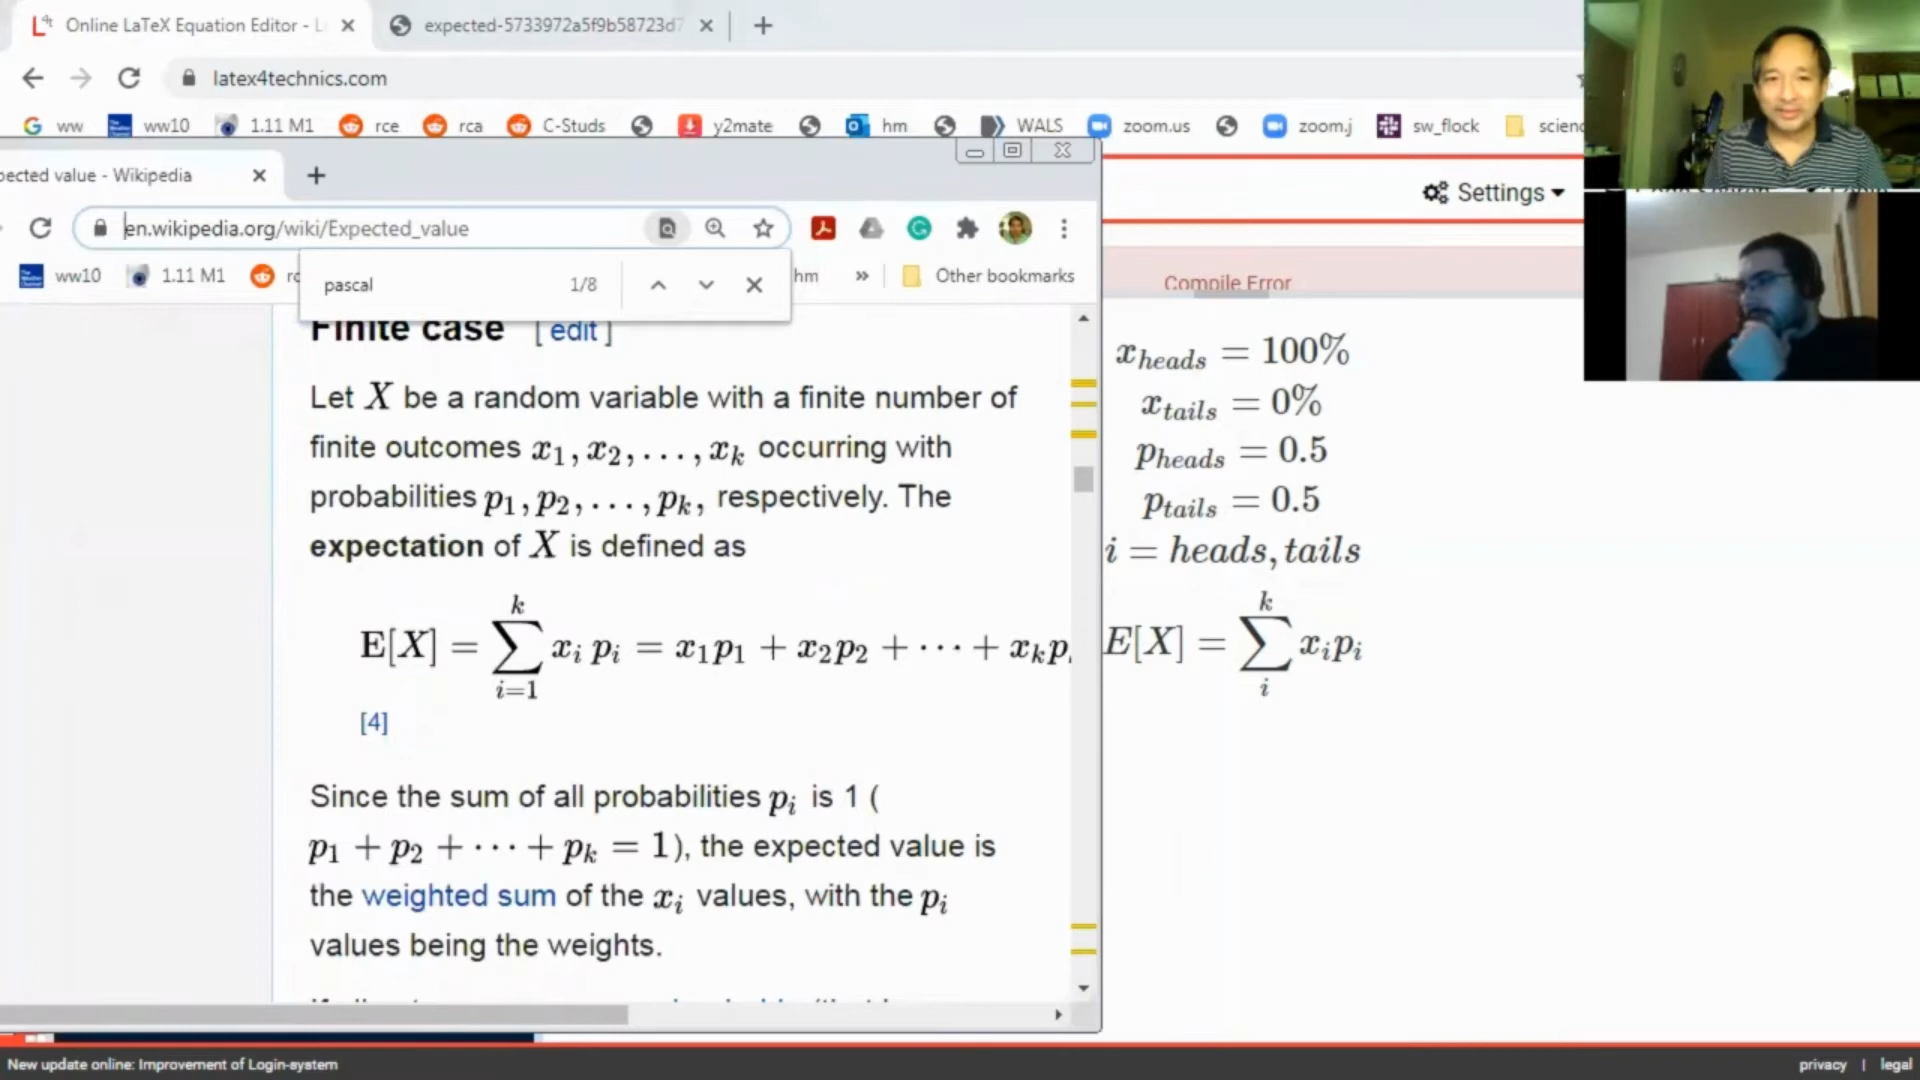 Online LaTeX Equation Editor - L
expected-5733972a5f9b58723d7
latex4technics.com
ww
ww10
1.11 M1
rce
rca
C-Studs
y2mate
hm
WALS
zoom.us
zoom.j
sw_flock
scienc
ected value - Wikipedia
Settings
en.wikipedia.org/wiki/Expected_value
ww10
1.11 M1
pascal 1/8
hm
»
Other bookmarks
Compile Error
Finite case [ edit ]
Let X be a random variable with a finite number of
finite outcomes x₁, x₂, ..., xₖ occurring with
probabilities p₁, p₂, ..., pₖ, respectively. The
expectation of X is defined as
E[X] = ∑ᵢ₌₁ᵏ xᵢ pᵢ = x₁p₁ + x₂p₂ + ⋯ + xₖp
[4]
Since the sum of all probabilities pᵢ is 1 (
p₁ + p₂ + ⋯ + pₖ = 1), the expected value is
the weighted sum of the xᵢ values, with the pᵢ
values being the weights.
x_heads = 100%
x_tails = 0%
p_heads = 0.5
p_tails = 0.5
i = heads, tails
E[X] = ∑ᵢᵏ xᵢpᵢ
New update online: Improvement of Login-system
privacy | legal